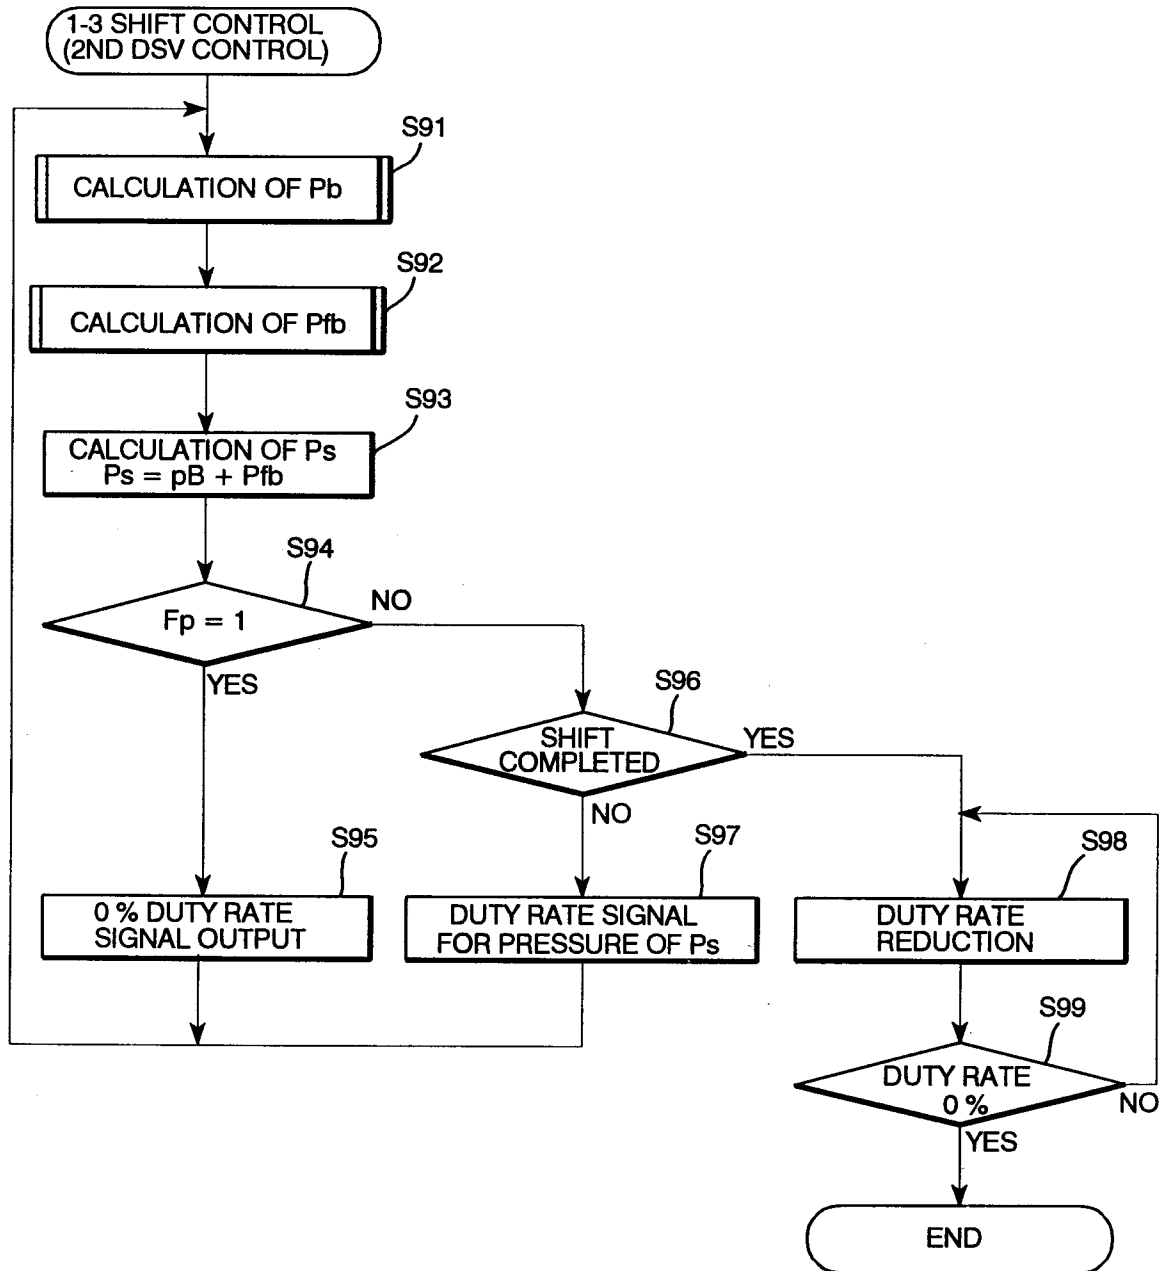 1-3 SHIFT CONTROL
(2ND DSV CONTROL)
S91
CALCULATION OF Pb
S92
CALCULATION OF Pfb
S93
CALCULATION OF Ps
Ps = pB + Pfb
S94
Fp = 1
NO
YES
S96
SHIFT
COMPLETED
YES
NO
S95
0 % DUTY RATE
SIGNAL OUTPUT
S97
DUTY RATE SIGNAL
FOR PRESSURE OF Ps
S98
DUTY RATE
REDUCTION
S99
DUTY RATE
0 %
NO
YES
END